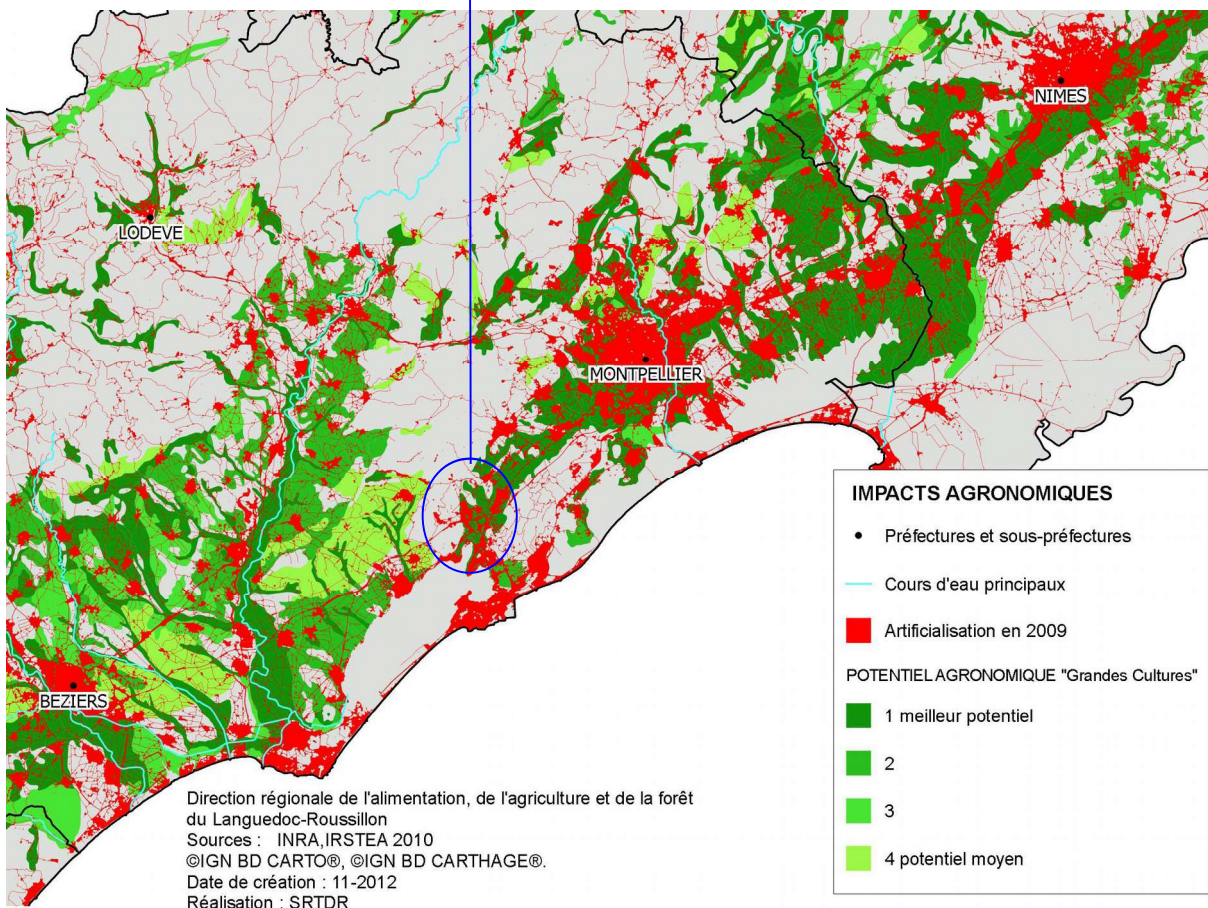 NIMES
LODEVE
MONTPELLIER
BEZIERS
IMPACTS AGRONOMIQUES
Préfectures et sous-préfectures
Cours d'eau principaux
Artificialisation en 2009
POTENTIEL AGRONOMIQUE "Grandes Cultures"
1 meilleur potentiel
2
3
4 potentiel moyen
Direction régionale de l'alimentation, de l'agriculture et de la forêt
du Languedoc-Roussillon
Sources : INRA,IRSTEA 2010
©IGN BD CARTO®, ©IGN BD CARTHAGE®.
Date de création : 11-2012
Réalisation : SRTDR